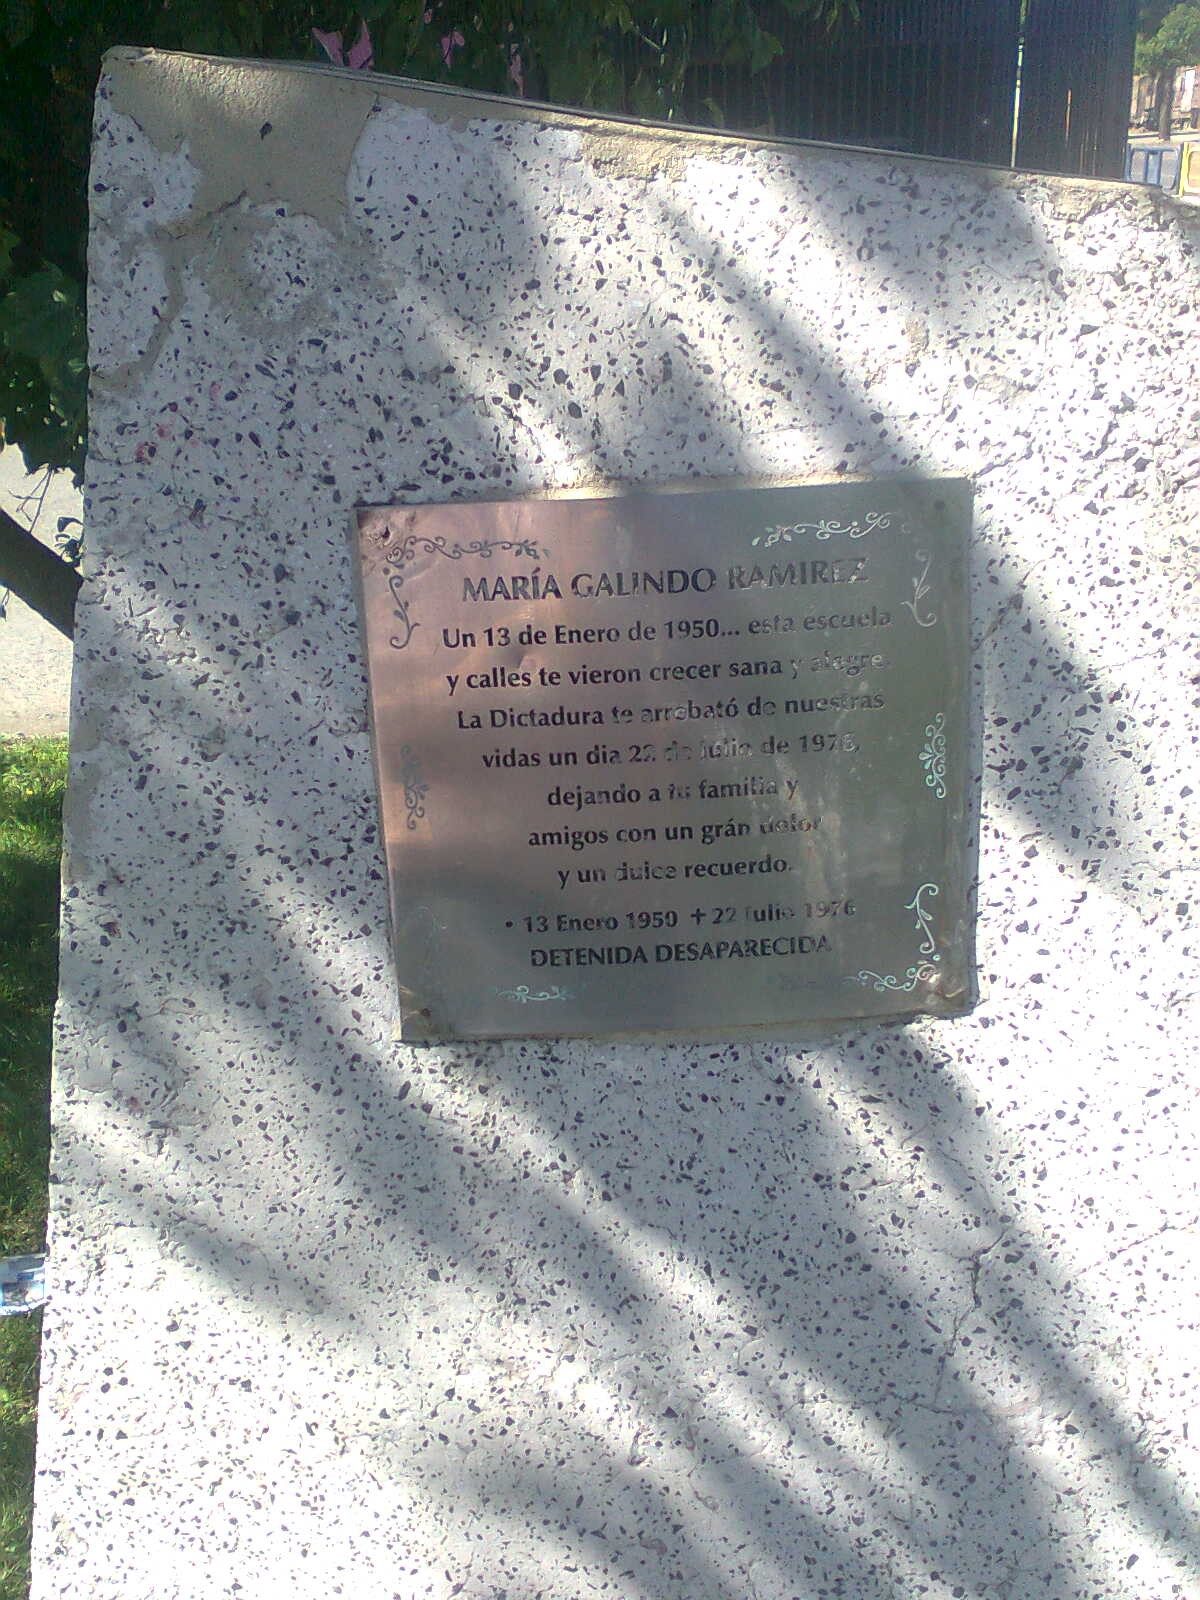 MARÍA GALINDO RAMIREZ
Un 13 de Enero de 1950... esta escuela
y calles te vieron crecer sana y alegre.
La Dictadura te arrebató de nuestras
vidas un dia 22 de Julio de 1976,
dejando a tu familia y
amigos con un grán dolor
y un dulce recuerdo.
• 13 Enero 1950 + 22 Julio 1976
DETENIDA DESAPARECIDA